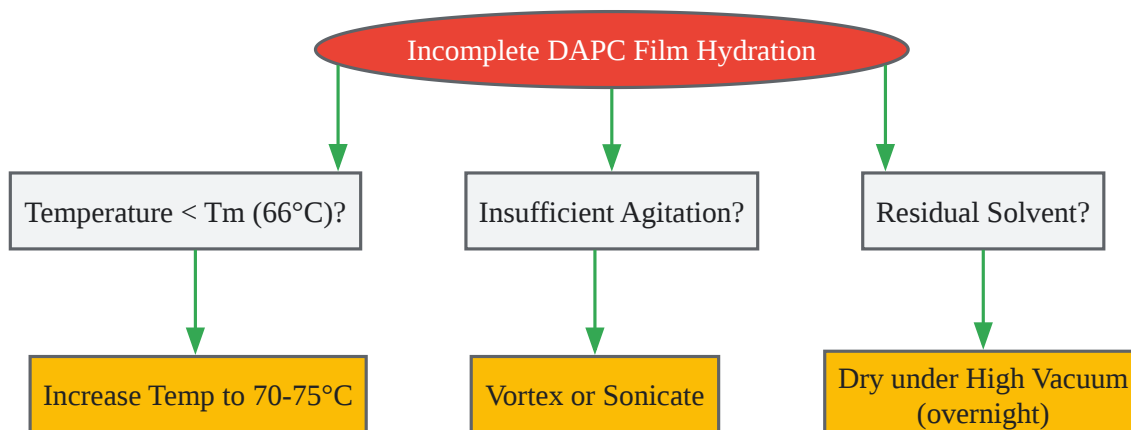 Incomplete DAPC Film Hydration
Temperature < Tm (66°C)?
Insufficient Agitation?
Residual Solvent?
Increase Temp to 70-75°C
Vortex or Sonicate
Dry under High Vacuum
(overnight)